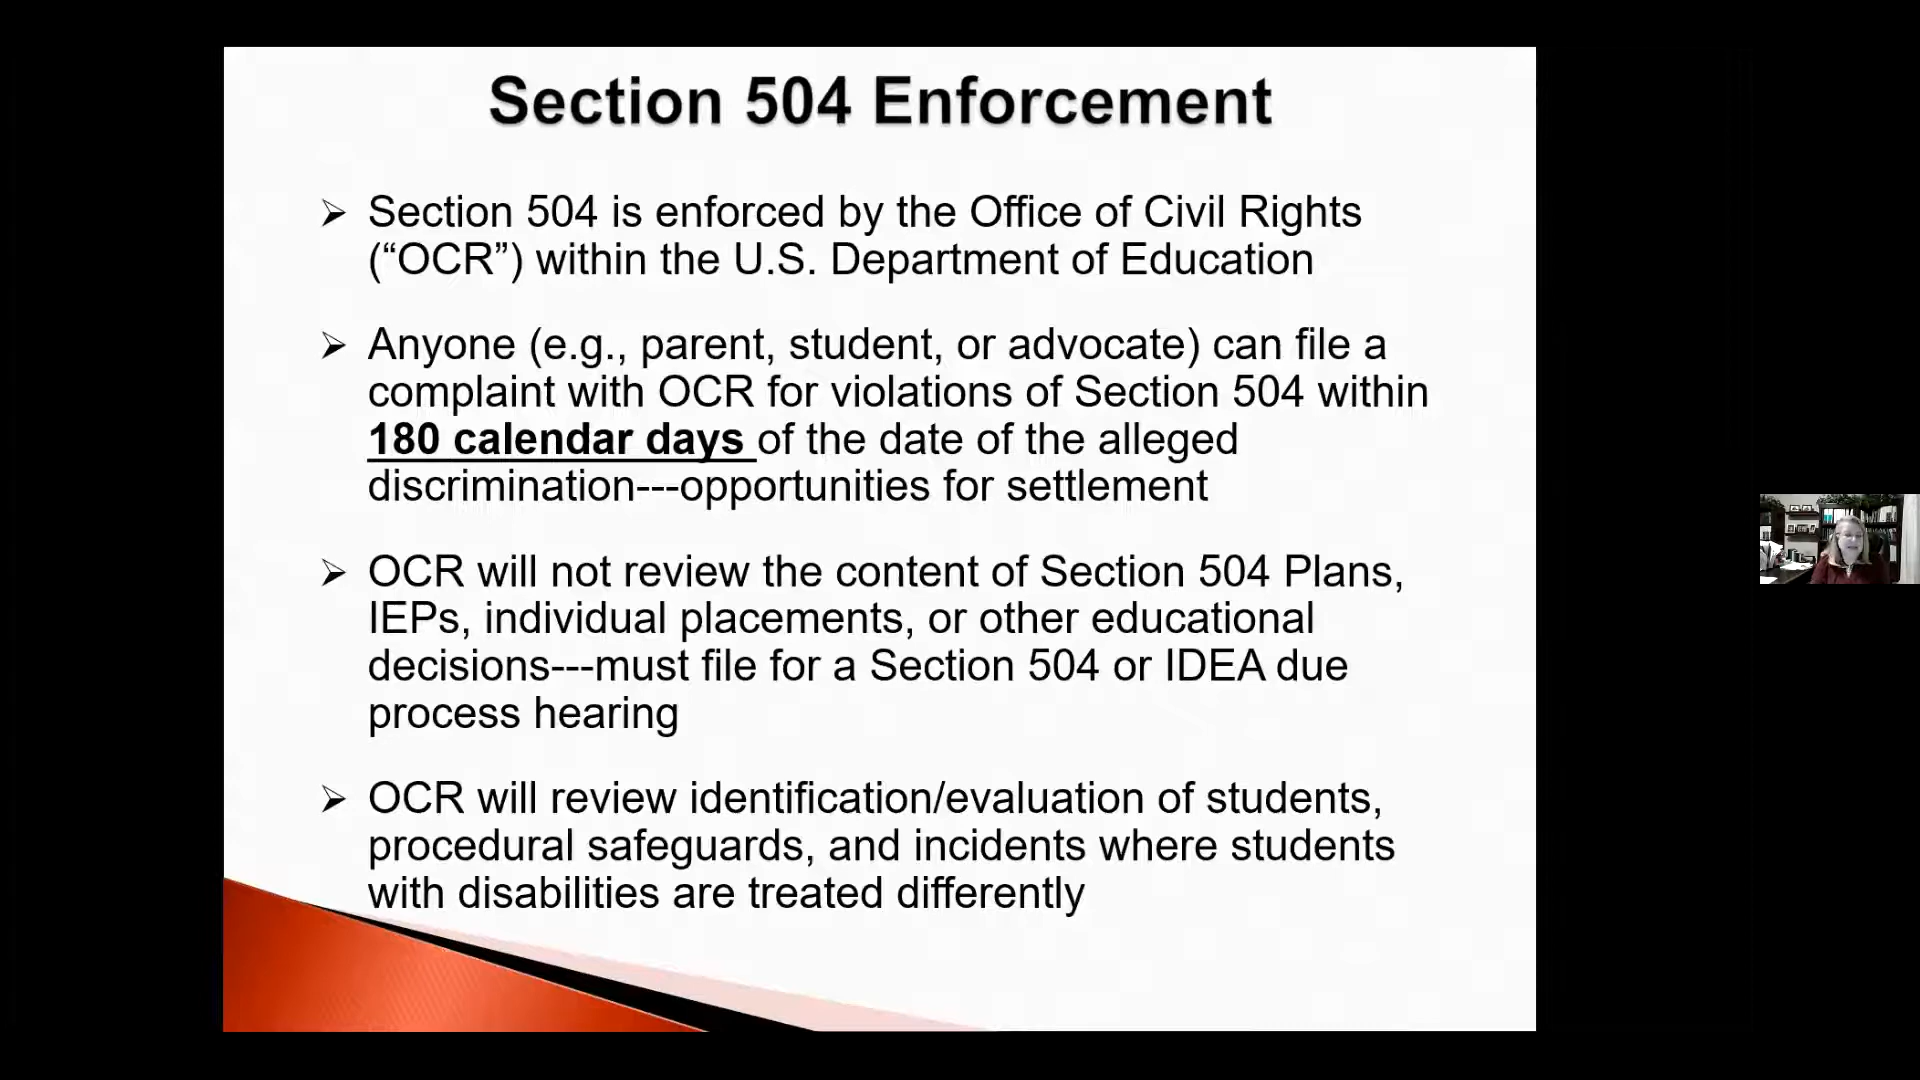 Section 504 Enforcement
➢ Section 504 is enforced by the Office of Civil Rights
(“OCR”) within the U.S. Department of Education
➢ Anyone (e.g., parent, student, or advocate) can file a
complaint with OCR for violations of Section 504 within
180 calendar days of the date of the alleged
discrimination---opportunities for settlement
➢ OCR will not review the content of Section 504 Plans,
IEPs, individual placements, or other educational
decisions---must file for a Section 504 or IDEA due
process hearing
➢ OCR will review identification/evaluation of students,
procedural safeguards, and incidents where students
with disabilities are treated differently